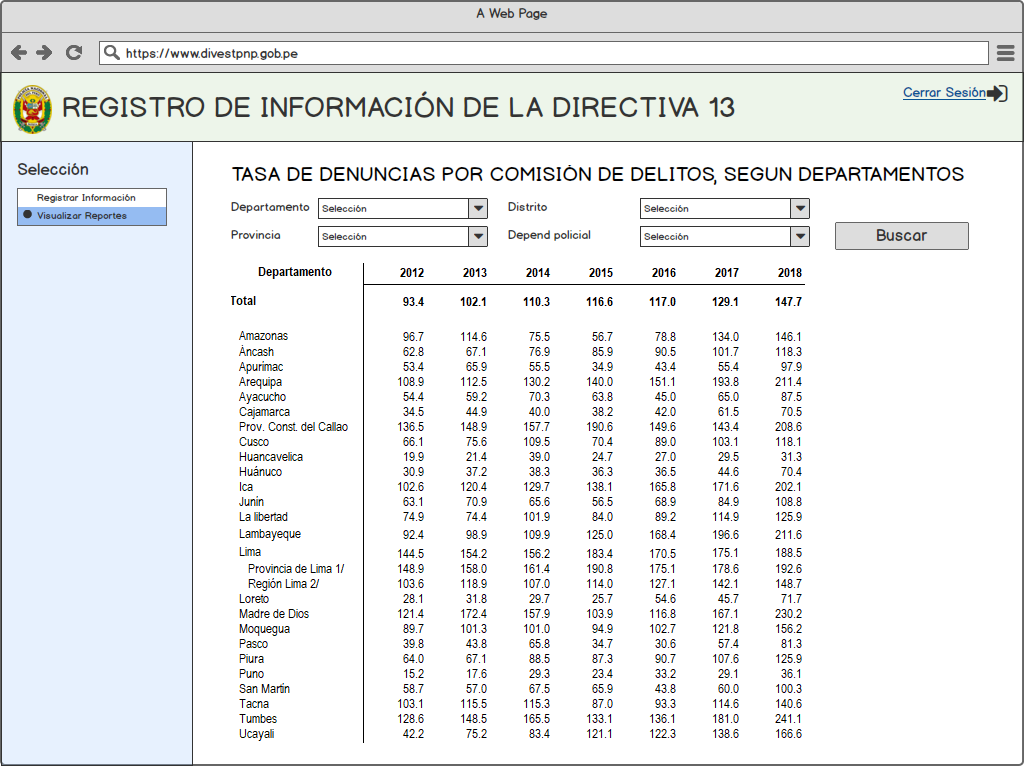 A Web Page
https://www.divestpnp.gob.pe
REGISTRO DE INFORMACIÓN DE LA DIRECTIVA 13
Cerrar Sesión
Selección
Registrar Información
Visualizar Reportes
TASA DE DENUNCIAS POR COMISIÓN DE DELITOS, SEGUN DEPARTAMENTOS
Departamento Selección Distrito Selección
Provincia Selección Depend policial Selección Buscar
Departamento 2012 2013 2014 2015 2016 2017 2018
Total 93.4 102.1 110.3 116.6 117.0 129.1 147.7
Amazonas 96.7 114.6 75.5 56.7 78.8 134.0 146.1
Áncash 62.8 67.1 76.9 85.9 90.5 101.7 118.3
Apurímac 53.4 65.9 55.5 34.9 43.4 55.4 97.9
Arequipa 108.9 112.5 130.2 140.0 151.1 193.8 211.4
Ayacucho 54.4 59.2 70.3 63.8 45.0 65.0 87.5
Cajamarca 34.5 44.9 40.0 38.2 42.0 61.5 70.5
Prov. Const. del Callao 136.5 148.9 157.7 190.6 149.6 143.4 208.6
Cusco 66.1 75.6 109.5 70.4 89.0 103.1 118.1
Huancavelica 19.9 21.4 39.0 24.7 27.0 29.5 31.3
Huánuco 30.9 37.2 38.3 36.3 36.5 44.6 70.4
Ica 102.6 120.4 129.7 138.1 165.8 171.6 202.1
Junín 63.1 70.9 65.6 56.5 68.9 84.9 108.8
La libertad 74.9 74.4 101.9 84.0 89.2 114.9 125.9
Lambayeque 92.4 98.9 109.9 125.0 168.4 196.6 211.6
Lima 144.5 154.2 156.2 183.4 170.5 175.1 188.5
Provincia de Lima 1/ 148.9 158.0 161.4 190.8 175.1 178.6 192.6
Región Lima 2/ 103.6 118.9 107.0 114.0 127.1 142.1 148.7
Loreto 28.1 31.8 29.7 25.7 54.6 45.7 71.7
Madre de Dios 121.4 172.4 157.9 103.9 116.8 167.1 230.2
Moquegua 89.7 101.3 101.0 94.9 102.7 121.8 156.2
Pasco 39.8 43.8 65.8 34.7 30.6 57.4 81.3
Piura 64.0 67.1 88.5 87.3 90.7 107.6 125.9
Puno 15.2 17.6 29.3 23.4 33.2 29.1 36.1
San Martín 58.7 57.0 67.5 65.9 43.8 60.0 100.3
Tacna 103.1 115.5 115.3 87.0 93.3 114.6 140.6
Tumbes 128.6 148.5 165.5 133.1 136.1 181.0 241.1
Ucayali 42.2 75.2 83.4 121.1 122.3 138.6 166.6